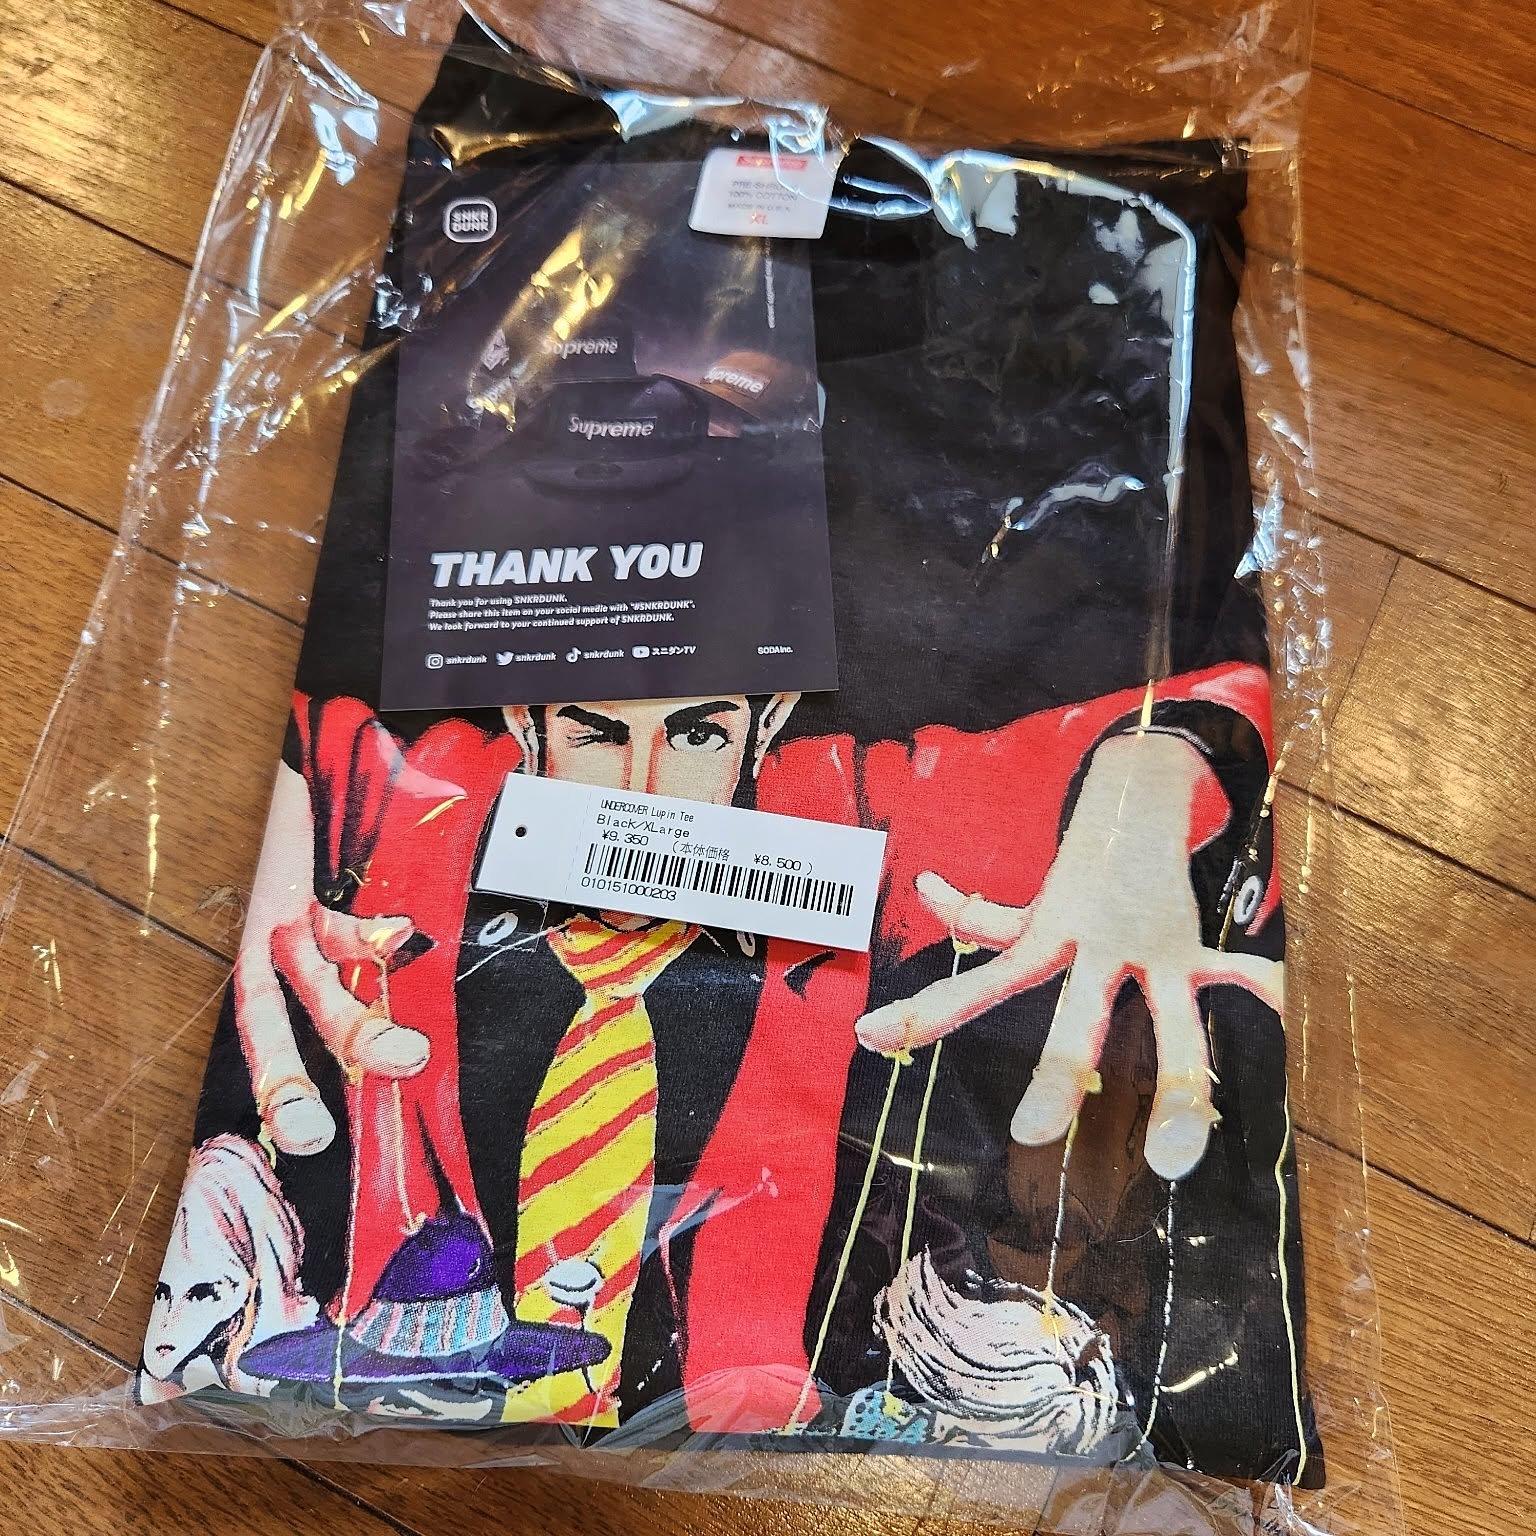 Supreme
PRE-SHRUNK
100% COTTON
MADE IN U.S.A.
XL
SNKR
DUNK
Supreme
Supreme
Supreme
THANK YOU
Thank you for using SNKRDUNK.
Please share this item on your social media with "#SNKRDUNK".
We look forward to your continued support of SNKRDUNK.
snkrdunk snkrdunk snkrdunk スニダンTV SODAinc.
UNDERCOVER Lupin Tee
Black/XLarge
¥9,350 (本体価格 ¥8,500)
010151000203